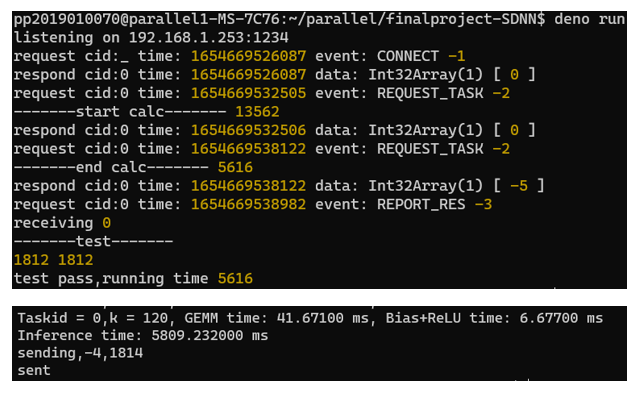 pp2019010070@parallel1-MS-7C76:~/parallel/finalproject-SDNN$ deno run
listening on 192.168.1.253:1234
request cid:_ time: 1654669526087 event: CONNECT -1
respond cid:0 time: 1654669526087 data: Int32Array(1) [ 0 ]
request cid:0 time: 1654669532505 event: REQUEST_TASK -2
-------start calc------- 13562
respond cid:0 time: 1654669532506 data: Int32Array(1) [ 0 ]
request cid:0 time: 1654669538122 event: REQUEST_TASK -2
-------end calc------- 5616
respond cid:0 time: 1654669538122 data: Int32Array(1) [ -5 ]
request cid:0 time: 1654669538982 event: REPORT_RES -3
receiving 0
-------test-------
1812 1812
test pass,running time 5616
Taskid = 0,k = 120, GEMM time: 41.67100 ms, Bias+ReLU time: 6.67700 ms
Inference time: 5809.232000 ms
sending,-4,1814
sent